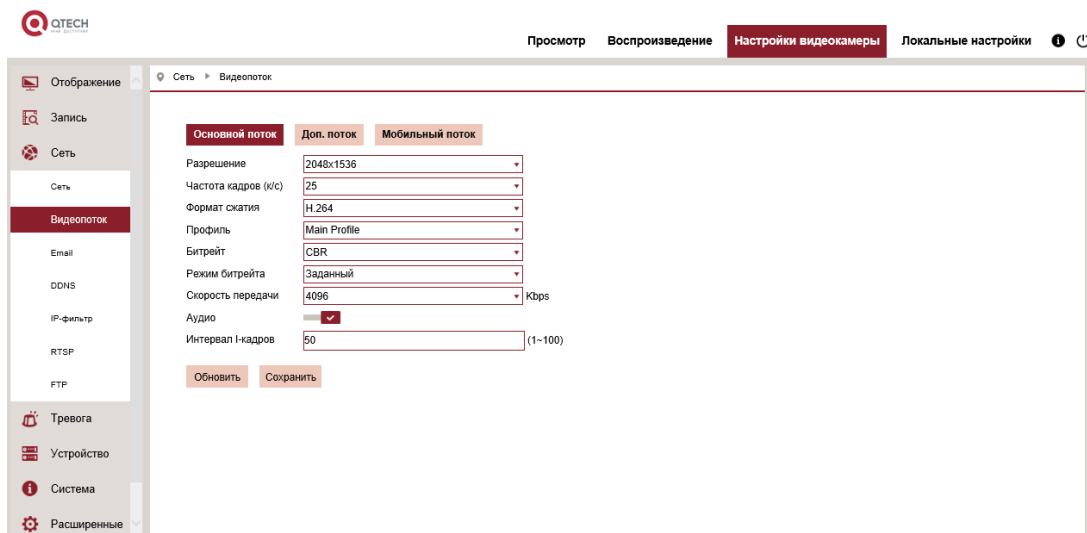 QTECH
МИР ДОСТУПНЕЕ
Просмотр
Воспроизведение
Настройки видеокамеры
Локальные настройки
Отображение
Запись
Сеть
Сеть
Видеопоток
Email
DDNS
IP-фильтр
RTSP
FTP
Тревога
Устройство
Система
Расширенные
Сеть
Видеопоток
Основной поток
Доп. поток
Мобильный поток
Разрешение 2048x1536
Частота кадров (к/с) 25
Формат сжатия H.264
Профиль Main Profile
Битрейт CBR
Режим битрейта Заданный
Скорость передачи 4096 Kbps
Аудио
Интервал I-кадров 50 (1~100)
Обновить
Сохранить